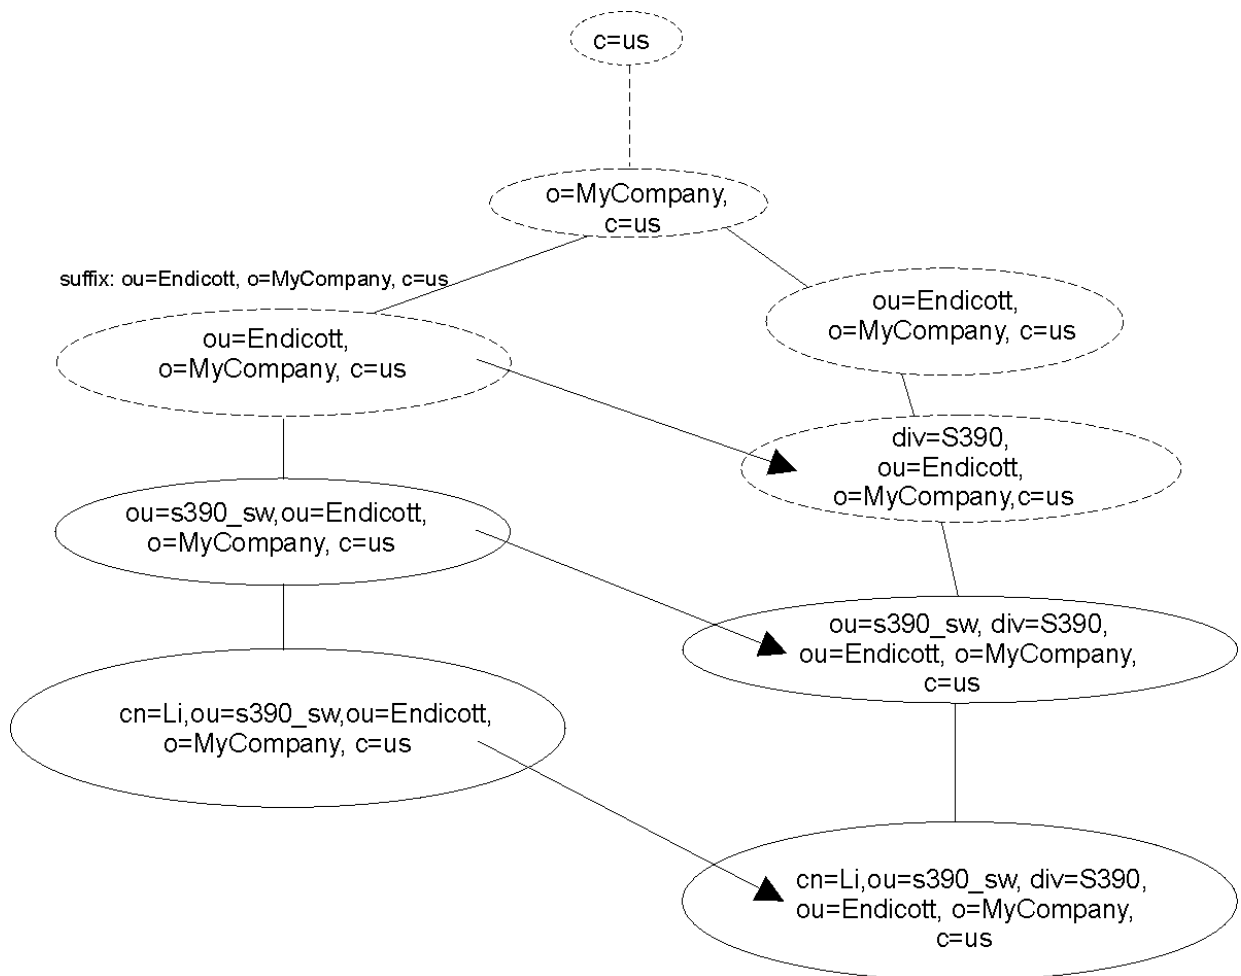 c=us
o=MyCompany,
c=us
suffix: ou=Endicott, o=MyCompany, c=us
ou=Endicott,
o=MyCompany, c=us
ou=Endicott,
o=MyCompany, c=us
div=S390,
ou=Endicott,
o=MyCompany,c=us
ou=s390_sw,ou=Endicott,
o=MyCompany, c=us
ou=s390_sw, div=S390,
ou=Endicott, o=MyCompany,
c=us
cn=Li,ou=s390_sw,ou=Endicott,
o=MyCompany, c=us
cn=Li,ou=s390_sw, div=S390,
ou=Endicott, o=MyCompany,
c=us